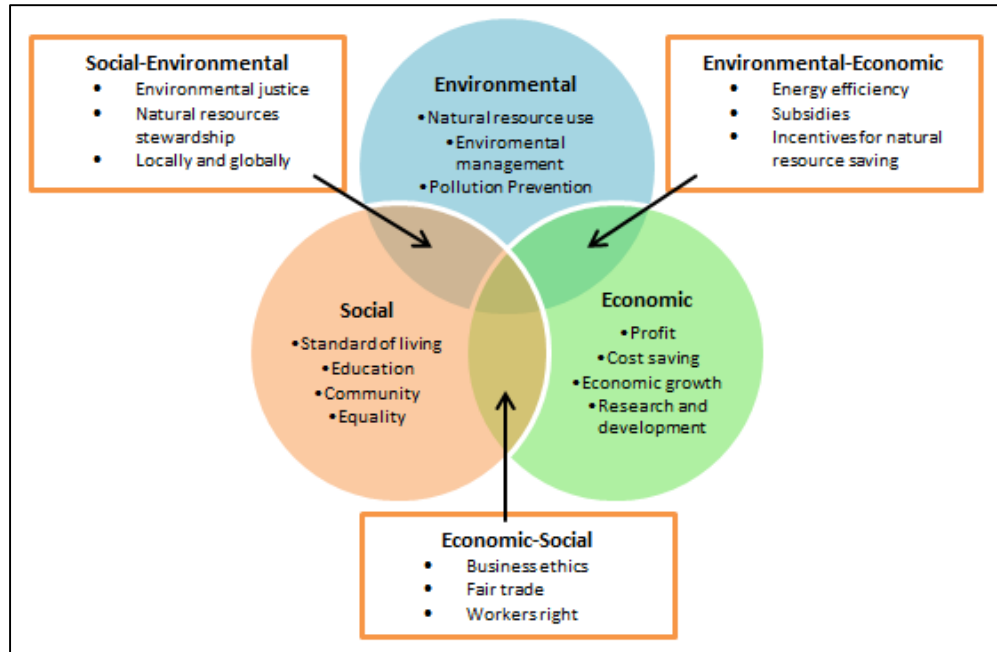 Social-Environmental
• Environmental justice
• Natural resources
stewardship
• Locally and globally
Environmental
•Natural resource use
•Enviromental
management
•Pollution Prevention
Environmental-Economic
• Energy efficiency
• Subsidies
• Incentives for natural
resource saving
Social
•Standard of living
•Education
•Community
•Equality
Economic
•Profit
•Cost saving
•Economic growth
•Research and
development
Economic-Social
• Business ethics
• Fair trade
• Workers right